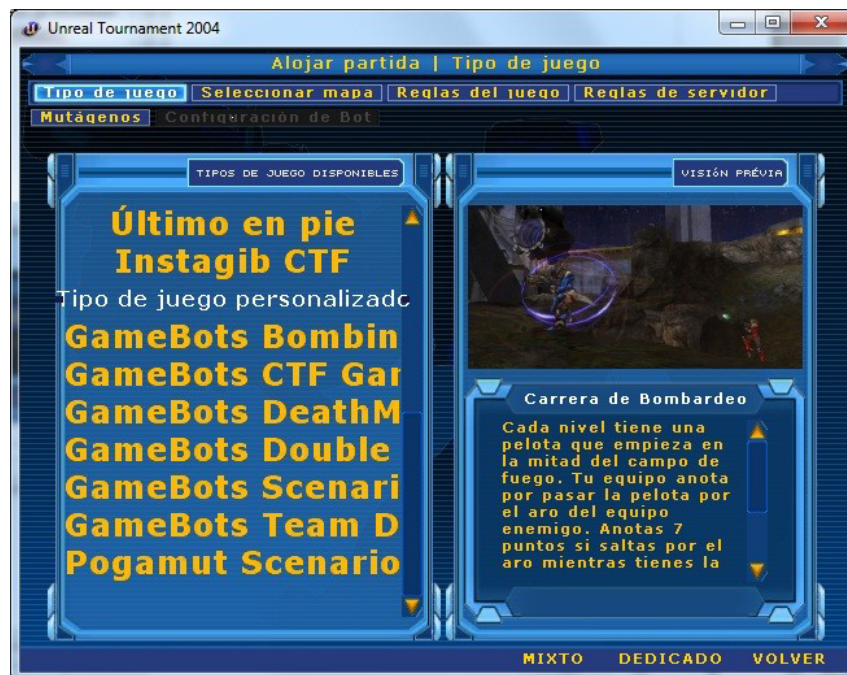 Unreal Tournament 2004
Alojar partida | Tipo de juego
Tipo de juego Seleccionar mapa Reglas del juego Reglas de servidor
Mutágenos Configuración de Bot
TIPOS DE JUEGO DISPONIBLES
Último en pie
Instagib CTF
Tipo de juego personalizado
GameBots Bombin
GameBots CTF Gar
GameBots DeathM
GameBots Double
GameBots Scenari
GameBots Team D
Pogamut Scenario
VISIÓN PRÉVIA
Carrera de Bombardeo
Cada nivel tiene una
pelota que empieza en
la mitad del campo de
fuego. Tu equipo anota
por pasar la pelota por
el aro del equipo
enemigo. Anotas 7
puntos si saltas por el
aro mientras tienes la
MIXTO DEDICADO VOLVER